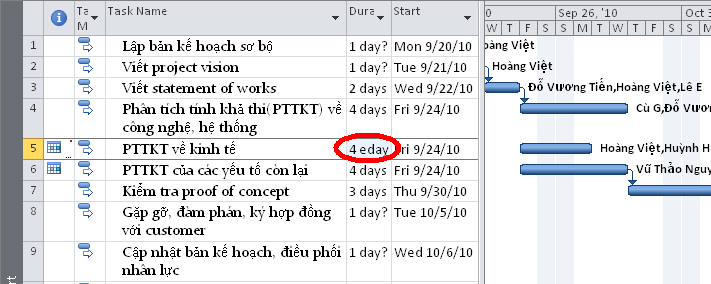 Ta M Task Name Dura Start
0 Sep 26, '10 Oct 3
W T F S S M T W T F S S M T W
1 Lập bản kế hoạch sơ bộ 1 day? Mon 9/20/10 oàng Việt
2 Viết project vision 1 day? Tue 9/21/10 Hoàng Việt
3 Viết statement of works 2 days Wed 9/22/10 Đỗ Vương Tiến,Hoàng Việt,Lê E
4 Phân tích tính khả thi(PTTKT) về 4 days Fri 9/24/10 Cù G,Đỗ Vươn
công nghệ, hệ thống
5 PTTKT về kinh tế 4 eday Fri 9/24/10 Hoàng Việt,Huỳnh H
6 PTTKT của các yếu tố còn lại 4 days Fri 9/24/10 Vũ Thảo Nguy
7 Kiểm tra proof of concept 3 days Thu 9/30/10
8 Gặp gỡ, đàm phán, ký hợp đồng 1 day? Tue 10/5/10
với customer
9 Cập nhật bản kế hoạch, điều phối 1 day? Wed 10/6/10
nhân lực